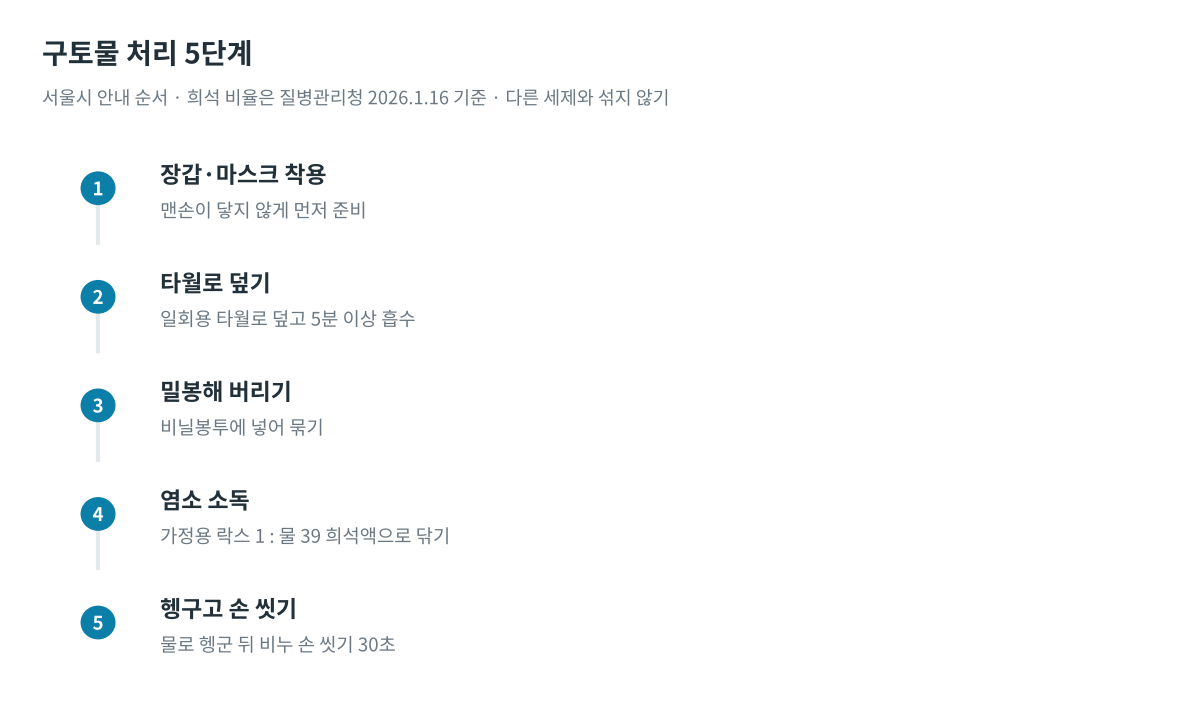 구토물 처리 5단계
서울시 안내 순서 · 희석 비율은 질병관리청 2026.1.16 기준 · 다른 세제와 섞지 않기
1
장갑·마스크 착용
맨손이 닿지 않게 먼저 준비
2
타월로 덮기
일회용 타월로 덮고 5분 이상 흡수
3
밀봉해 버리기
비닐봉투에 넣어 묶기
4
염소 소독
가정용 락스 1 : 물 39 희석액으로 닦기
5
헹구고 손 씻기
물로 헹군 뒤 비누 손 씻기 30초